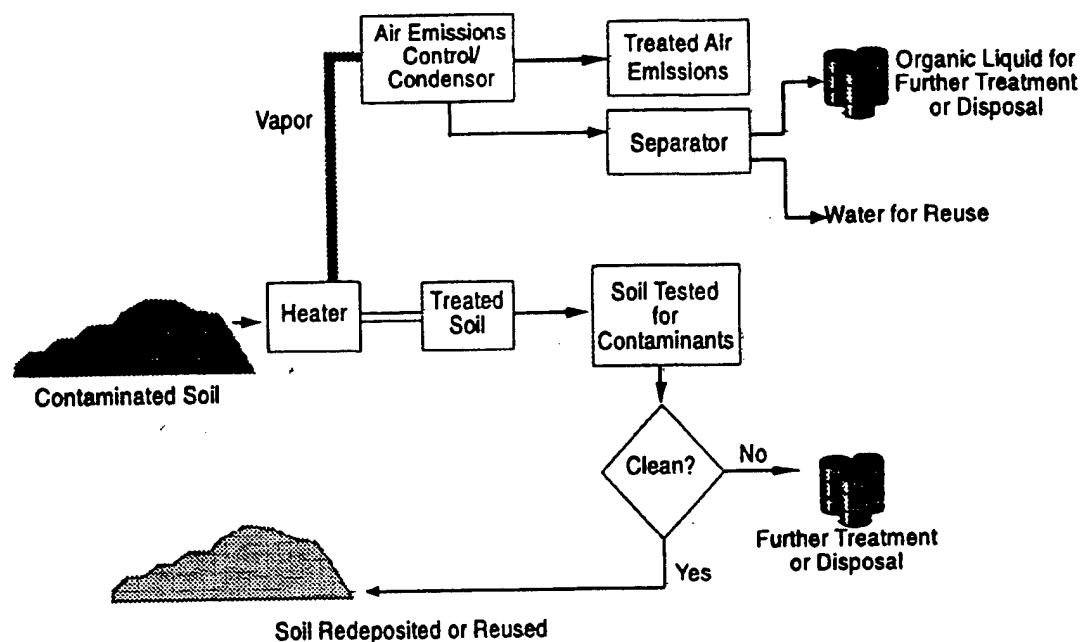 Air Emissions
Control/
Condensor
Treated Air
Emissions
Organic Liquid for
Further Treatment
or Disposal
Vapor
Separator
Water for Reuse
Heater
Treated
Soil
Soil Tested
for
Contaminants
Contaminated Soil
Clean?
No
Further Treatment
or Disposal
Yes
Soil Redeposited or Reused